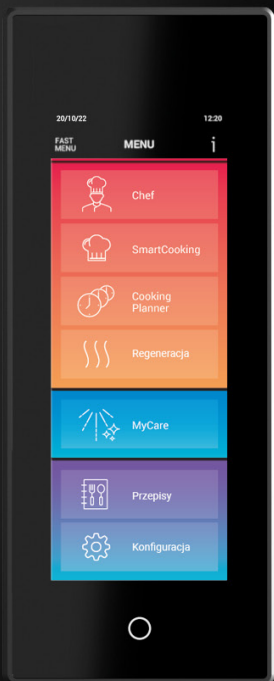 20/10/22 12:20
FAST
MENU
MENU
i
Chef
SmartCooking
Cooking
Planner
Regeneracja
MyCare
Przepisy
Konfiguracja